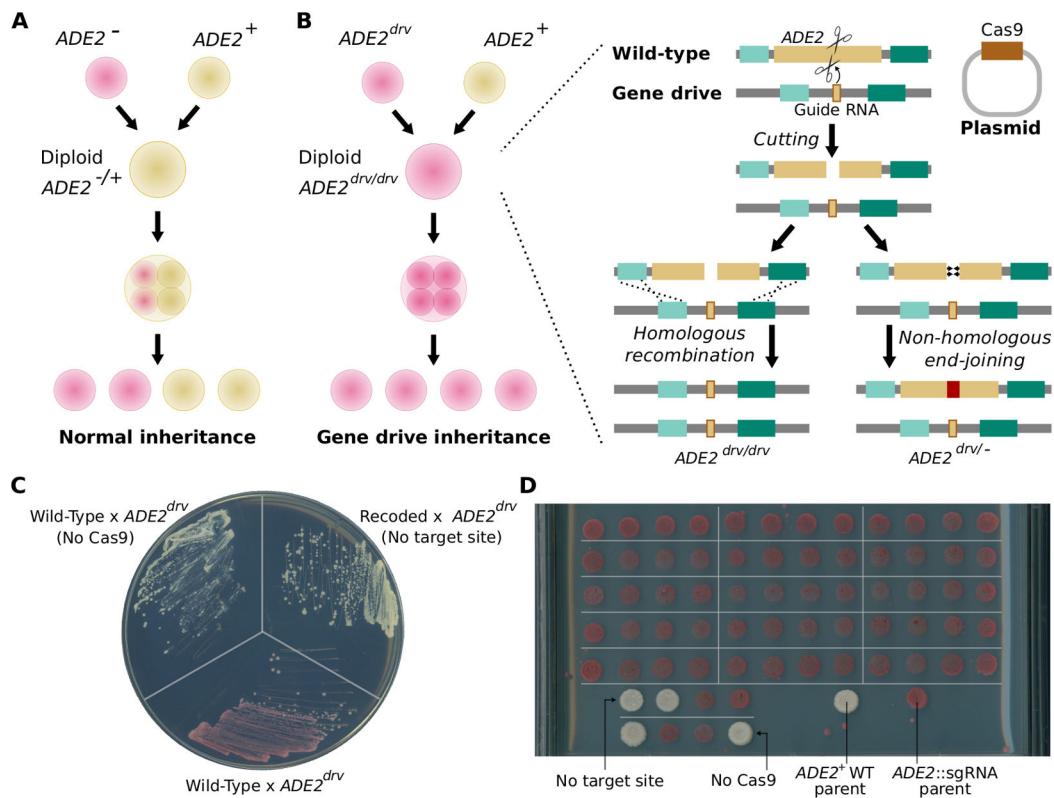 A
ADE2 -
ADE2 +
Diploid
ADE2 -/+
Normal inheritance
B
ADE2 drv
ADE2 +
Diploid
ADE2 drv/drv
Gene drive inheritance
Wild-type
ADE2
Gene drive
Guide RNA
Cas9
Plasmid
Cutting
Homologous
recombination
Non-homologous
end-joining
ADE2 drv/drv
ADE2 drv/-
C
Wild-Type x ADE2 drv
(No Cas9)
Recoded x ADE2 drv
(No target site)
Wild-Type x ADE2 drv
D
No target site
No Cas9
ADE2+ WT
parent
ADE2::sgRNA
parent